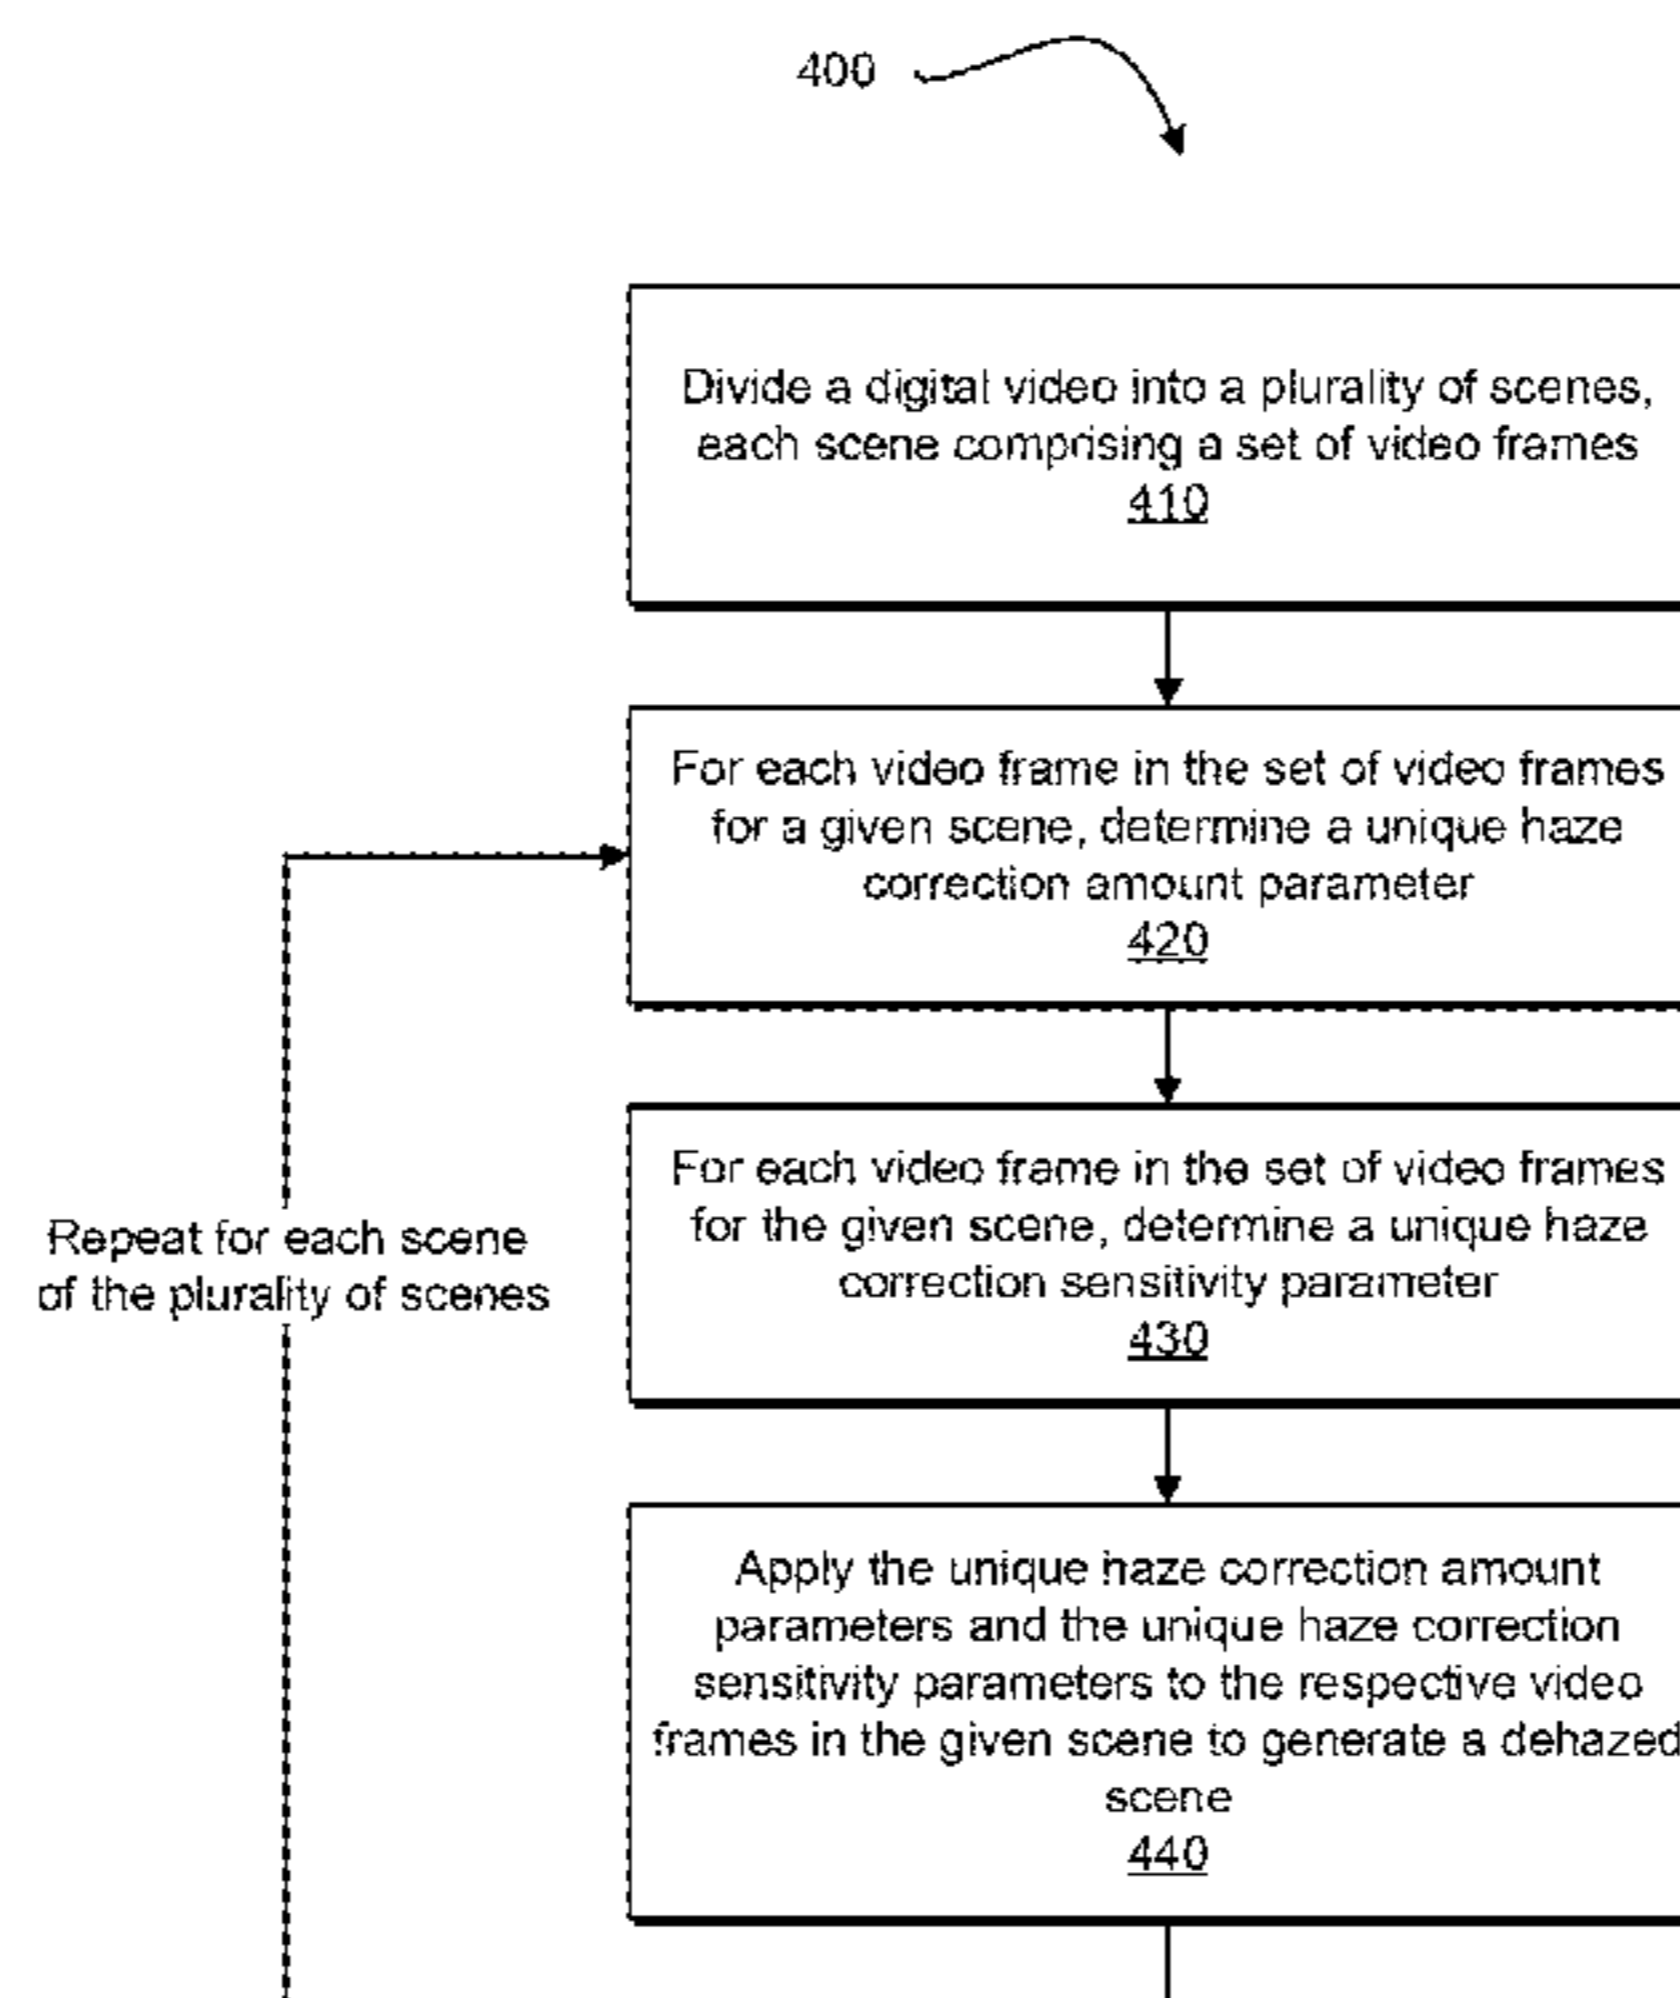 400
Divide a digital video into a plurality of scenes,
each scene comprising a set of video frames
410
For each video frame in the set of video frames
for a given scene, determine a unique haze
correction amount parameter
420
For each video frame in the set of video frames
for the given scene, determine a unique haze
correction sensitivity parameter
430
Repeat for each scene
of the plurality of scenes
Apply the unique haze correction amount
parameters and the unique haze correction
sensitivity parameters to the respective video
frames in the given scene to generate a dehazed
scene
440